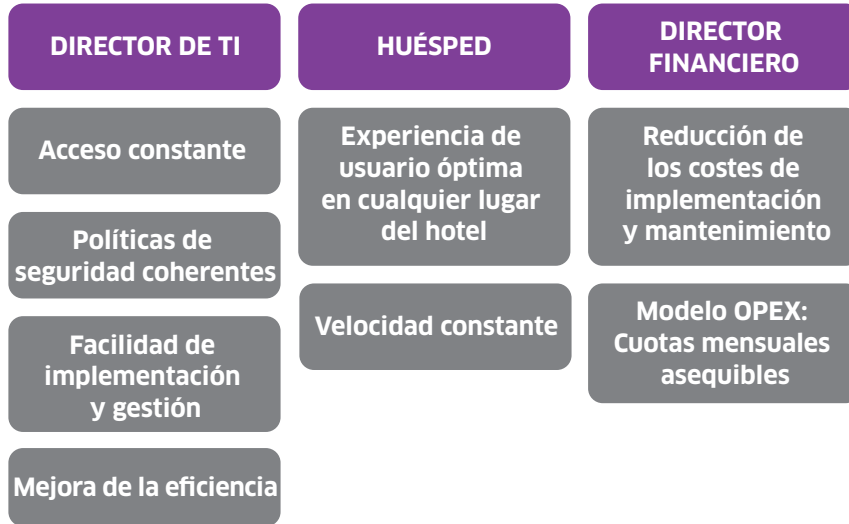 DIRECTOR DE TI
Acceso constante
Políticas de
seguridad coherentes
Facilidad de
implementación
y gestión
Mejora de la eficiencia
HUÉSPED
Experiencia de
usuario óptima
en cualquier lugar
del hotel
Velocidad constante
DIRECTOR
FINANCIERO
Reducción de
los costes de
implementación
y mantenimiento
Modelo OPEX:
Cuotas mensuales
asequibles